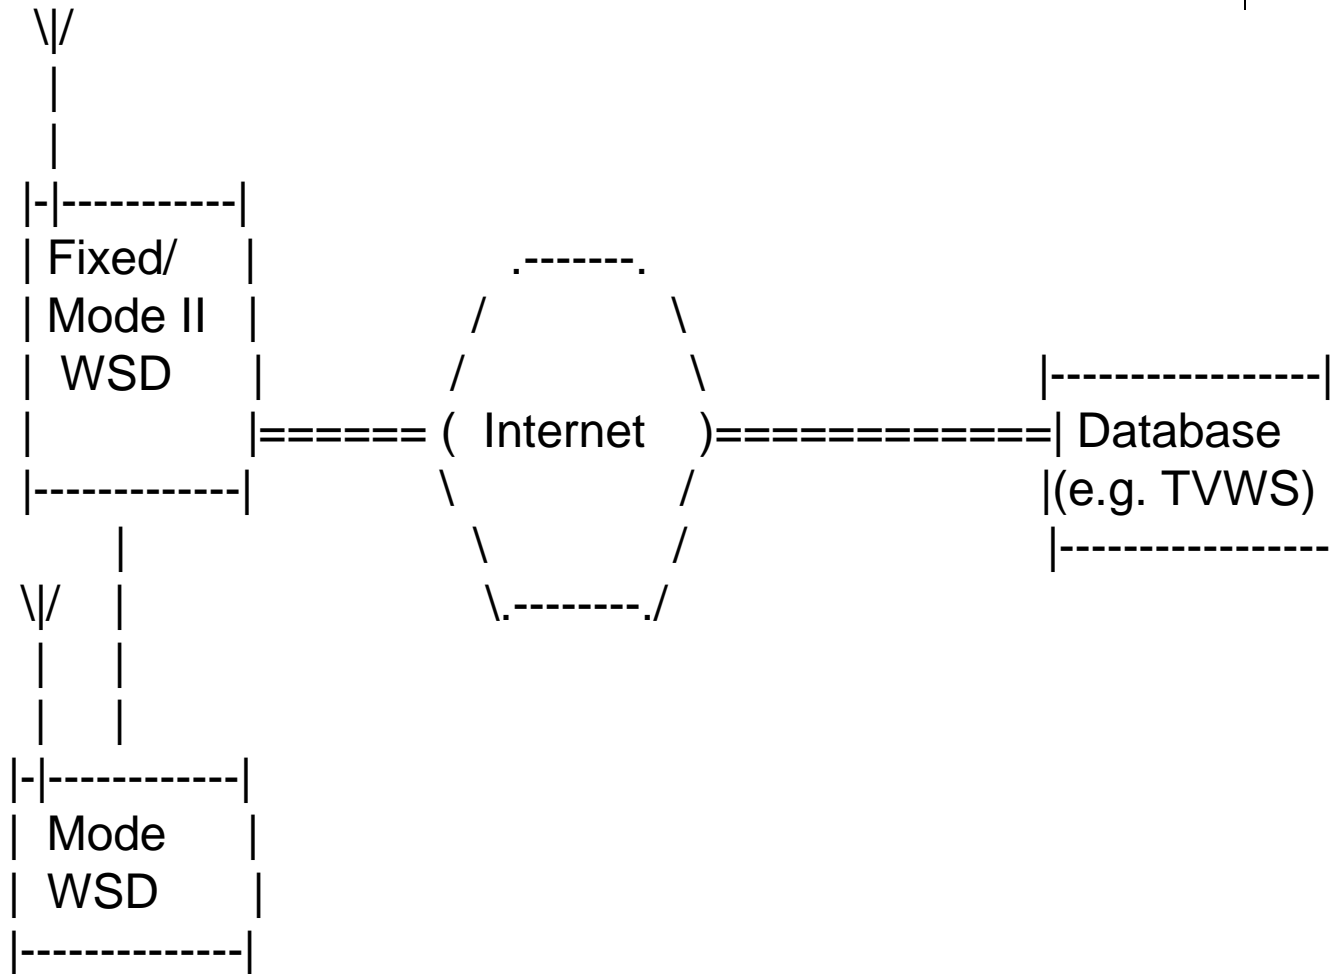 Fixed/
Mode II
WSD
Internet
Database
(e.g. TVWS)
Mode
WSD